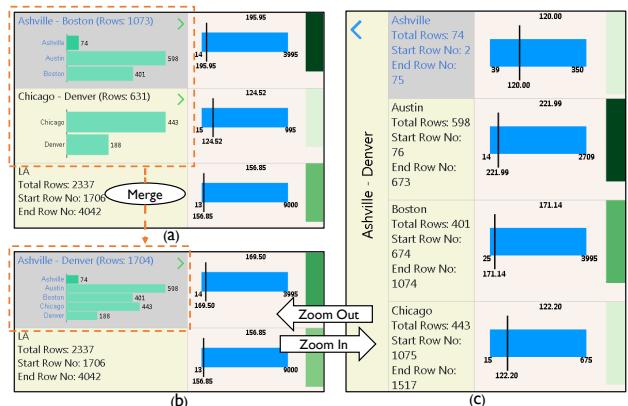 Ashville - Boston (Rows: 1073)
Ashville 74
Austin 598
Boston 401
195.95
14 3995
195.95
Chicago - Denver (Rows: 631)
Chicago 443
Denver 188
124.52
15 995
124.52
LA
Total Rows: 2337
Start Row No: 1706
End Row No: 4042
Merge
156.85
13 9000
156.85
(a)
Ashville - Denver (Rows: 1704)
Ashville 74
Austin 598
Boston 401
Chicago 443
Denver 188
169.50
14 3995
169.50
LA
Total Rows: 2337
Start Row No: 1706
End Row No: 4042
156.85
13 9000
156.85
(b)
Zoom Out
Zoom In
Ashville - Denver
Ashville
Total Rows: 74
Start Row No: 2
End Row No:
75
120.00
39 350
120.00
Austin
Total Rows: 598
Start Row No:
76
End Row No:
673
221.99
14 2709
221.99
Boston
Total Rows: 401
Start Row No:
674
End Row No:
1074
171.14
25 3995
171.14
Chicago
Total Rows: 443
Start Row No:
1075
End Row No:
1517
122.20
15 675
122.20
(c)